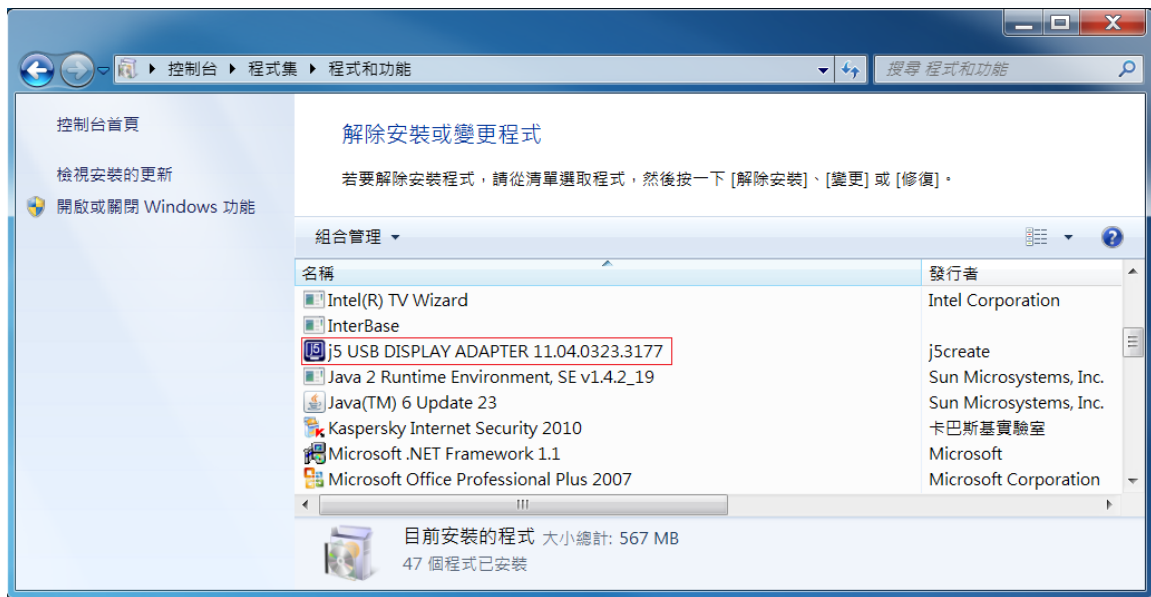 控制台 程式集 程式和功能 搜尋 程式和功能
控制台首頁
檢視安裝的更新
開啟或關閉 Windows 功能
解除安裝或變更程式
若要解除安裝程式，請從清單選取程式，然後按一下 [解除安裝]、[變更] 或 [修復]。
組合管理
名稱 發行者
Intel(R) TV Wizard Intel Corporation
InterBase
j5 USB DISPLAY ADAPTER 11.04.0323.3177 j5create
Java 2 Runtime Environment, SE v1.4.2_19 Sun Microsystems, Inc.
Java(TM) 6 Update 23 Sun Microsystems, Inc.
Kaspersky Internet Security 2010 卡巴斯基實驗室
Microsoft .NET Framework 1.1 Microsoft
Microsoft Office Professional Plus 2007 Microsoft Corporation
目前安裝的程式 大小總計: 567 MB
47 個程式已安裝